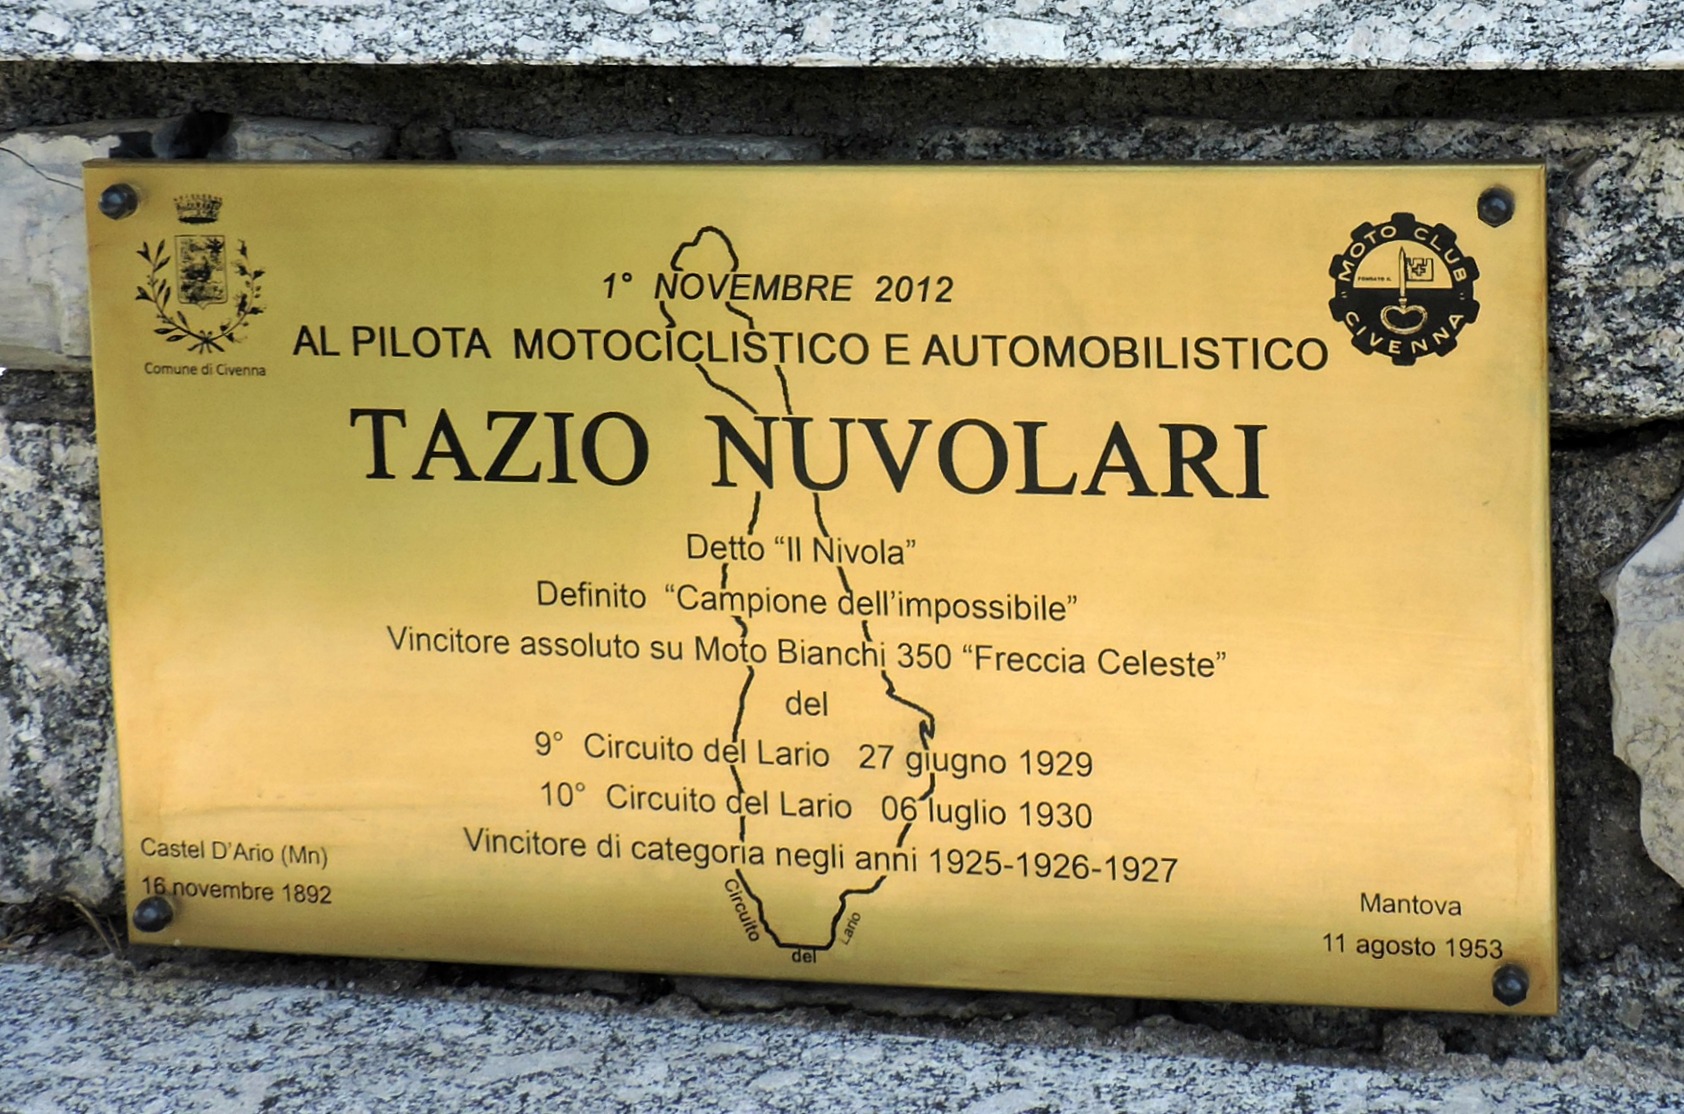 1° NOVEMBRE 2012
MOTO CLUB
CIVENNA
AL PILOTA MOTOCICLISTICO E AUTOMOBILISTICO
Comune di Civenna
TAZIO NUVOLARI
Detto “Il Nivola”
Definito “Campione dell’impossibile”
Vincitore assoluto su Moto Bianchi 350 “Freccia Celeste”
del
9° Circuito del Lario 27 giugno 1929
10° Circuito del Lario 06 luglio 1930
Vincitore di categoria negli anni 1925-1926-1927
Castel D’Ario (Mn)
16 novembre 1892
Circuito
del
Lario
Mantova
11 agosto 1953